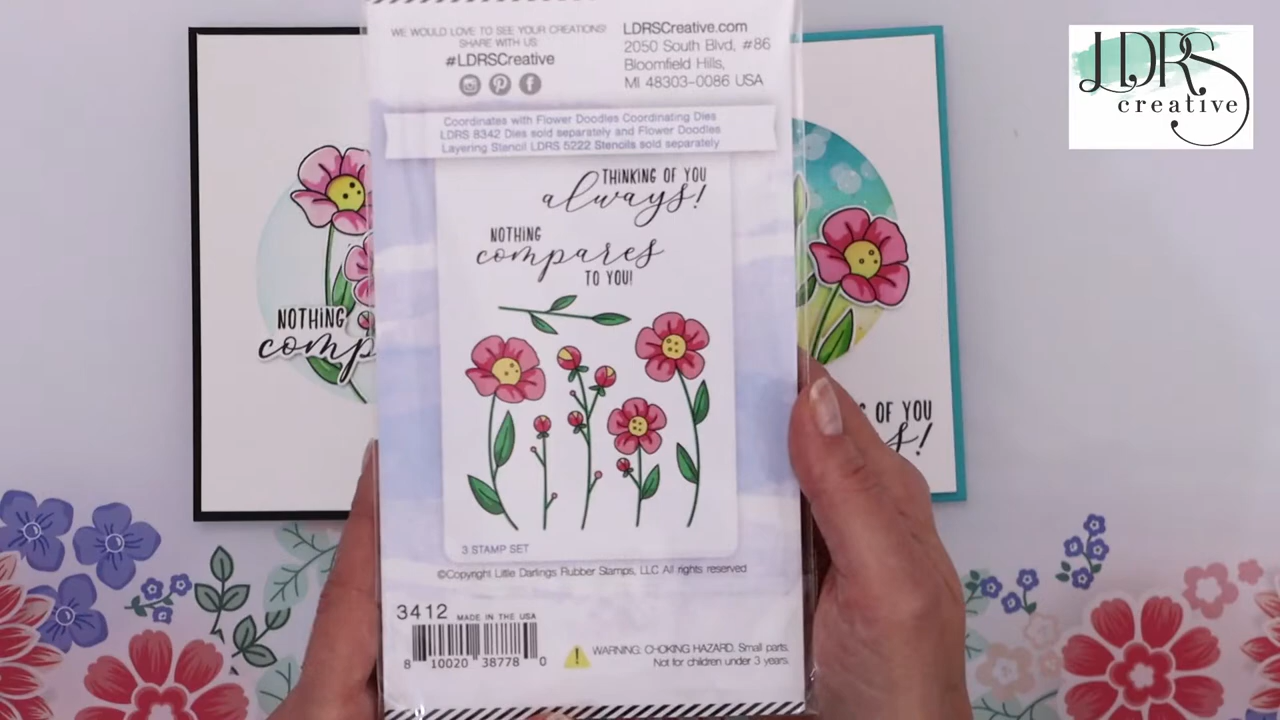 WE WOULD LOVE TO SEE YOUR CREATIONS!
SHARE WITH US:
#LDRSCreative
LDRSCreative.com
2050 South Blvd, #86
Bloomfield Hills,
MI 48303-0086 USA
LDRS
creative
Coordinates with Flower Doodles Coordinating Dies
LDRS 8342 Dies sold separately and Flower Doodles
Layering Stencil LDRS 5222 Stencils sold separately
THINKING OF YOU
always!
NOTHING
compares
TO YOU!
NOTHING
comp
OF YOU
s!
3 STAMP SET
©Copyright Little Darlings Rubber Stamps, LLC All rights reserved
3412 MADE IN THE USA
8 10020 38778 0
WARNING: CHOKING HAZARD. Small parts.
Not for children under 3 years.